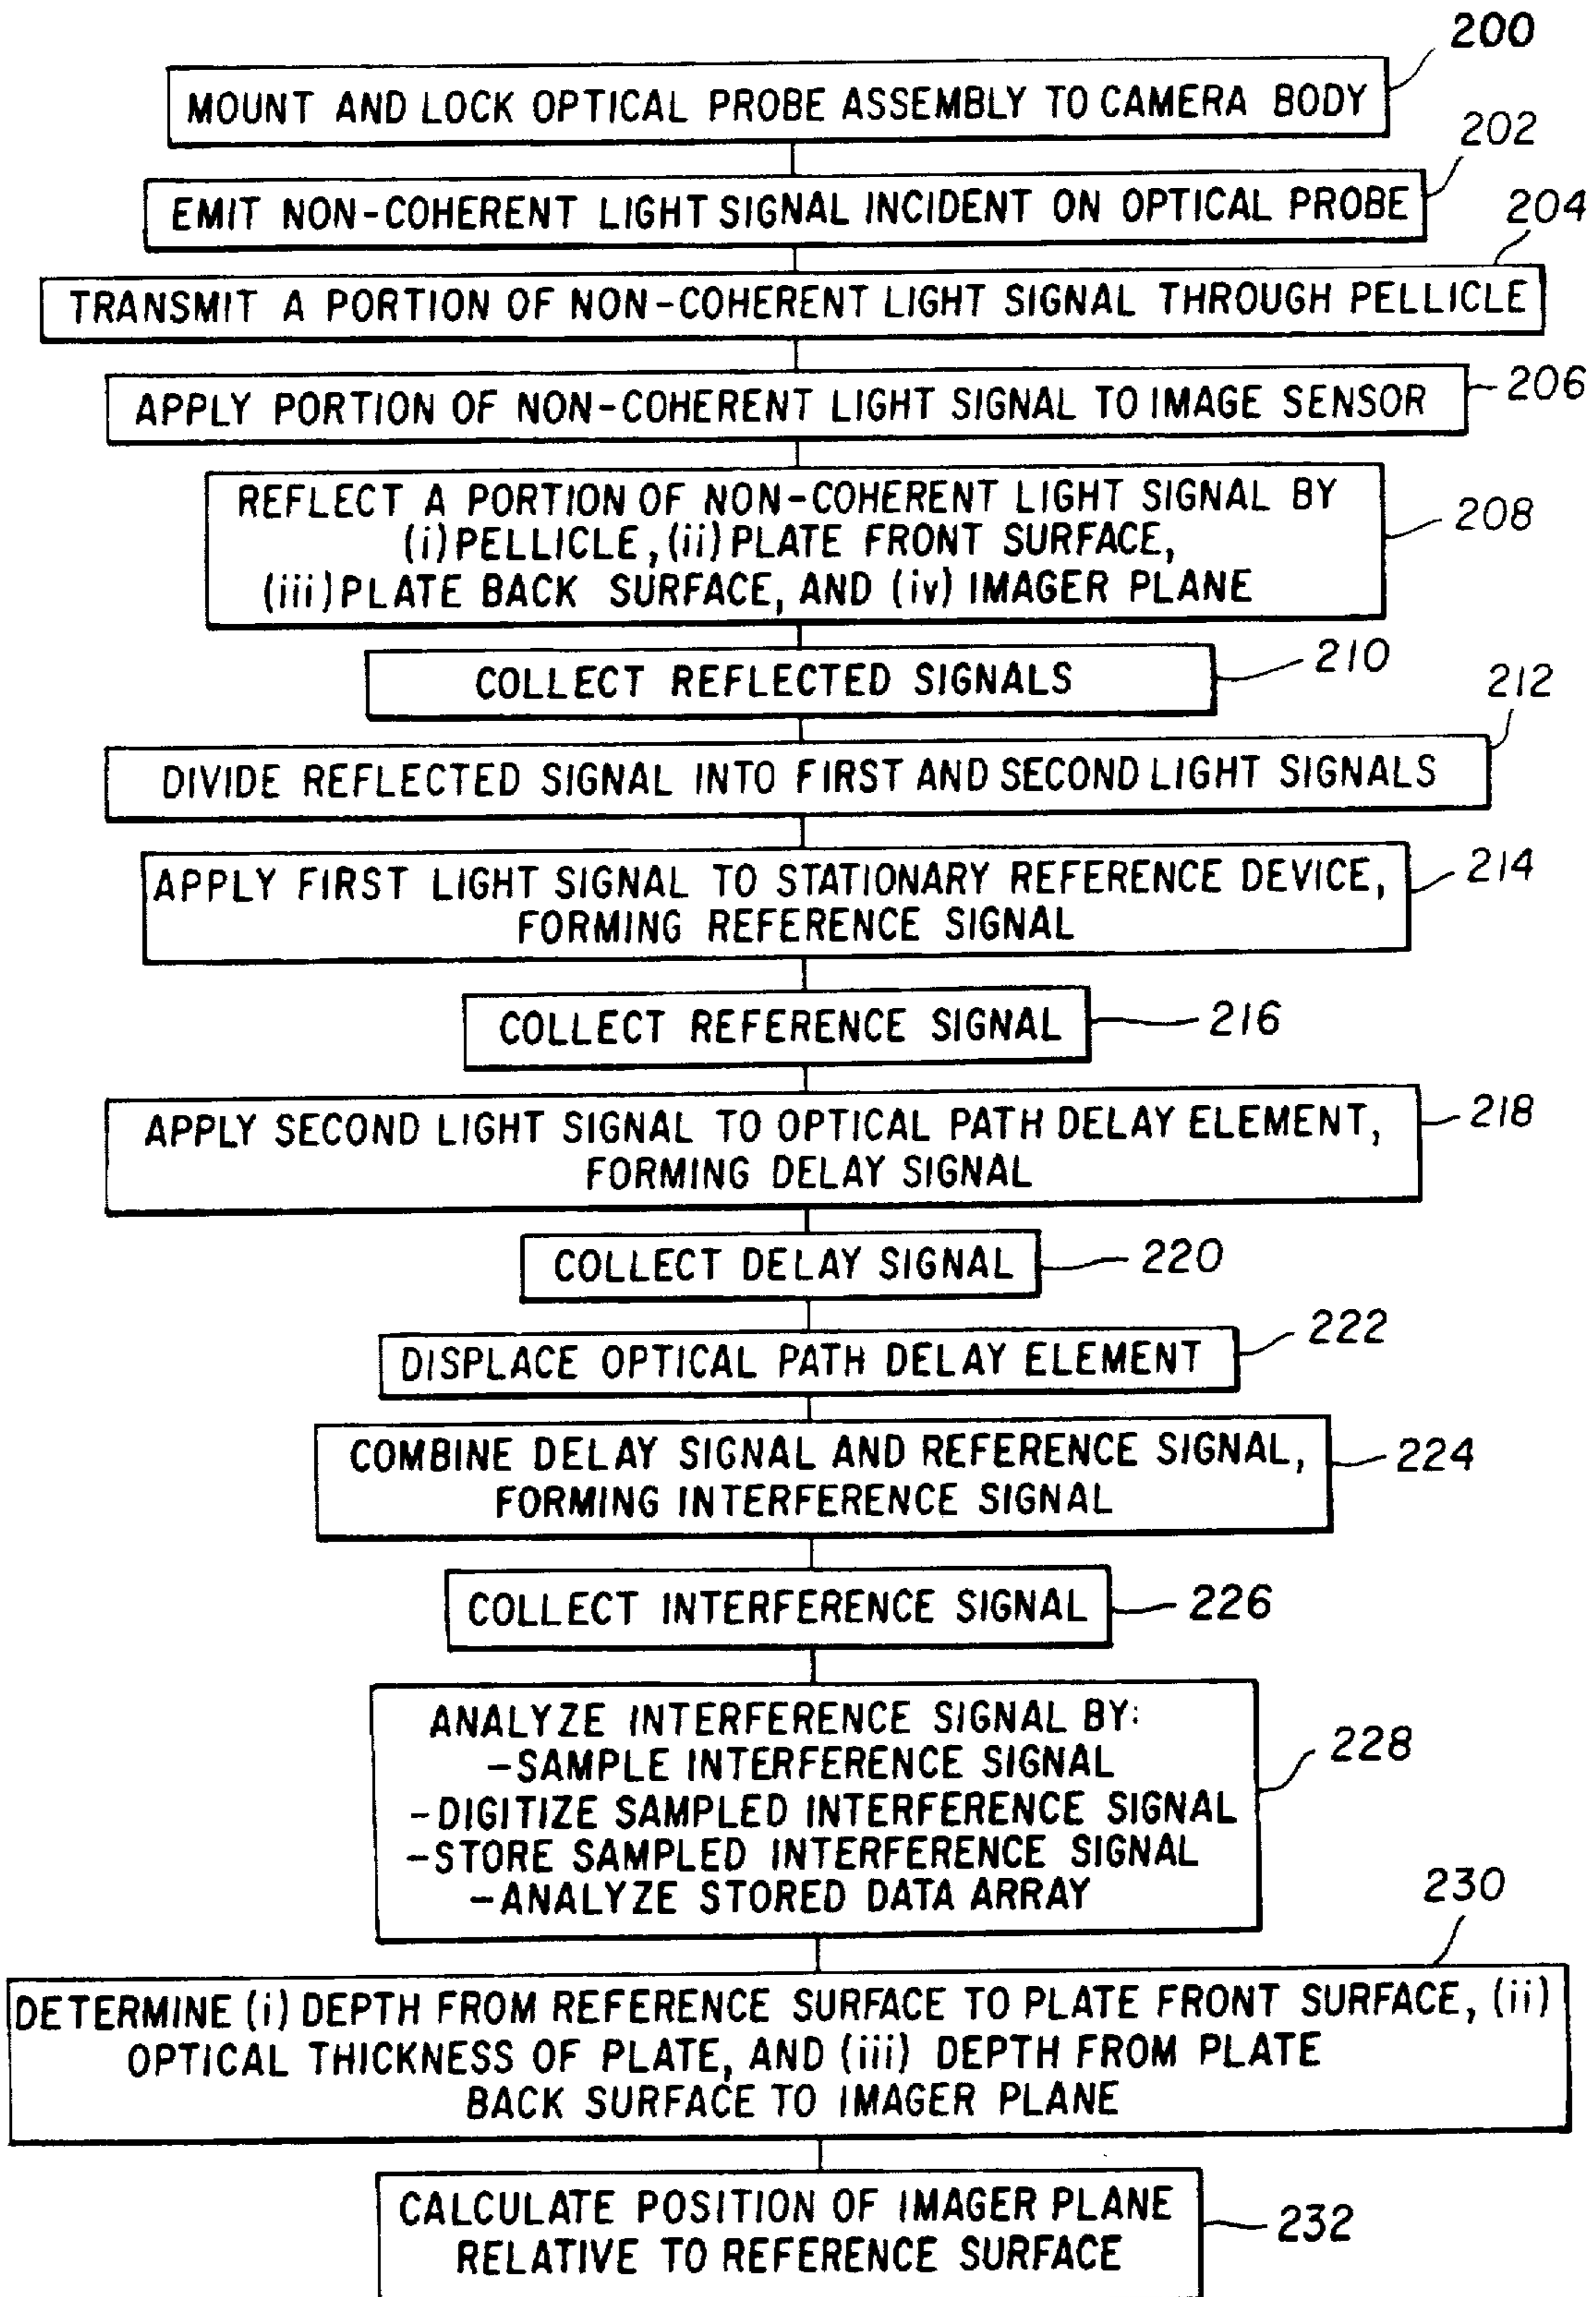 200
MOUNT AND LOCK OPTICAL PROBE ASSEMBLY TO CAMERA BODY
202
EMIT NON-COHERENT LIGHT SIGNAL INCIDENT ON OPTICAL PROBE
204
TRANSMIT A PORTION OF NON-COHERENT LIGHT SIGNAL THROUGH PELLICLE
APPLY PORTION OF NON-COHERENT LIGHT SIGNAL TO IMAGE SENSOR
206
REFLECT A PORTION OF NON-COHERENT LIGHT SIGNAL BY
(i) PELLICLE, (ii) PLATE FRONT SURFACE,
(iii) PLATE BACK SURFACE, AND (iv) IMAGER PLANE
208
COLLECT REFLECTED SIGNALS
210
212
DIVIDE REFLECTED SIGNAL INTO FIRST AND SECOND LIGHT SIGNALS
APPLY FIRST LIGHT SIGNAL TO STATIONARY REFERENCE DEVICE,
FORMING REFERENCE SIGNAL
214
COLLECT REFERENCE SIGNAL
216
APPLY SECOND LIGHT SIGNAL TO OPTICAL PATH DELAY ELEMENT,
FORMING DELAY SIGNAL
218
COLLECT DELAY SIGNAL
220
DISPLACE OPTICAL PATH DELAY ELEMENT
222
COMBINE DELAY SIGNAL AND REFERENCE SIGNAL,
FORMING INTERFERENCE SIGNAL
224
COLLECT INTERFERENCE SIGNAL
226
ANALYZE INTERFERENCE SIGNAL BY:
-SAMPLE INTERFERENCE SIGNAL
-DIGITIZE SAMPLED INTERFERENCE SIGNAL
-STORE SAMPLED INTERFERENCE SIGNAL
-ANALYZE STORED DATA ARRAY
228
230
DETERMINE (i) DEPTH FROM REFERENCE SURFACE TO PLATE FRONT SURFACE, (ii)
OPTICAL THICKNESS OF PLATE, AND (iii) DEPTH FROM PLATE
BACK SURFACE TO IMAGER PLANE
CALCULATE POSITION OF IMAGER PLANE
RELATIVE TO REFERENCE SURFACE
232